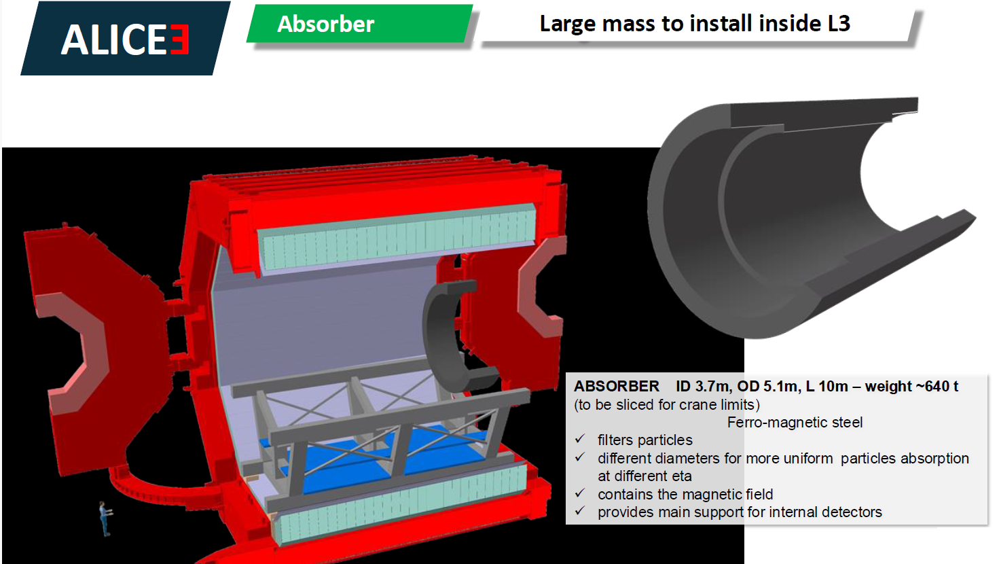 ALICE3
Absorber
Large mass to install inside L3
ABSORBER ID 3.7m, OD 5.1m, L 10m – weight ~640 t
(to be sliced for crane limits)
Ferro-magnetic steel
✓ filters particles
✓ different diameters for more uniform particles absorption
at different eta
✓ contains the magnetic field
✓ provides main support for internal detectors